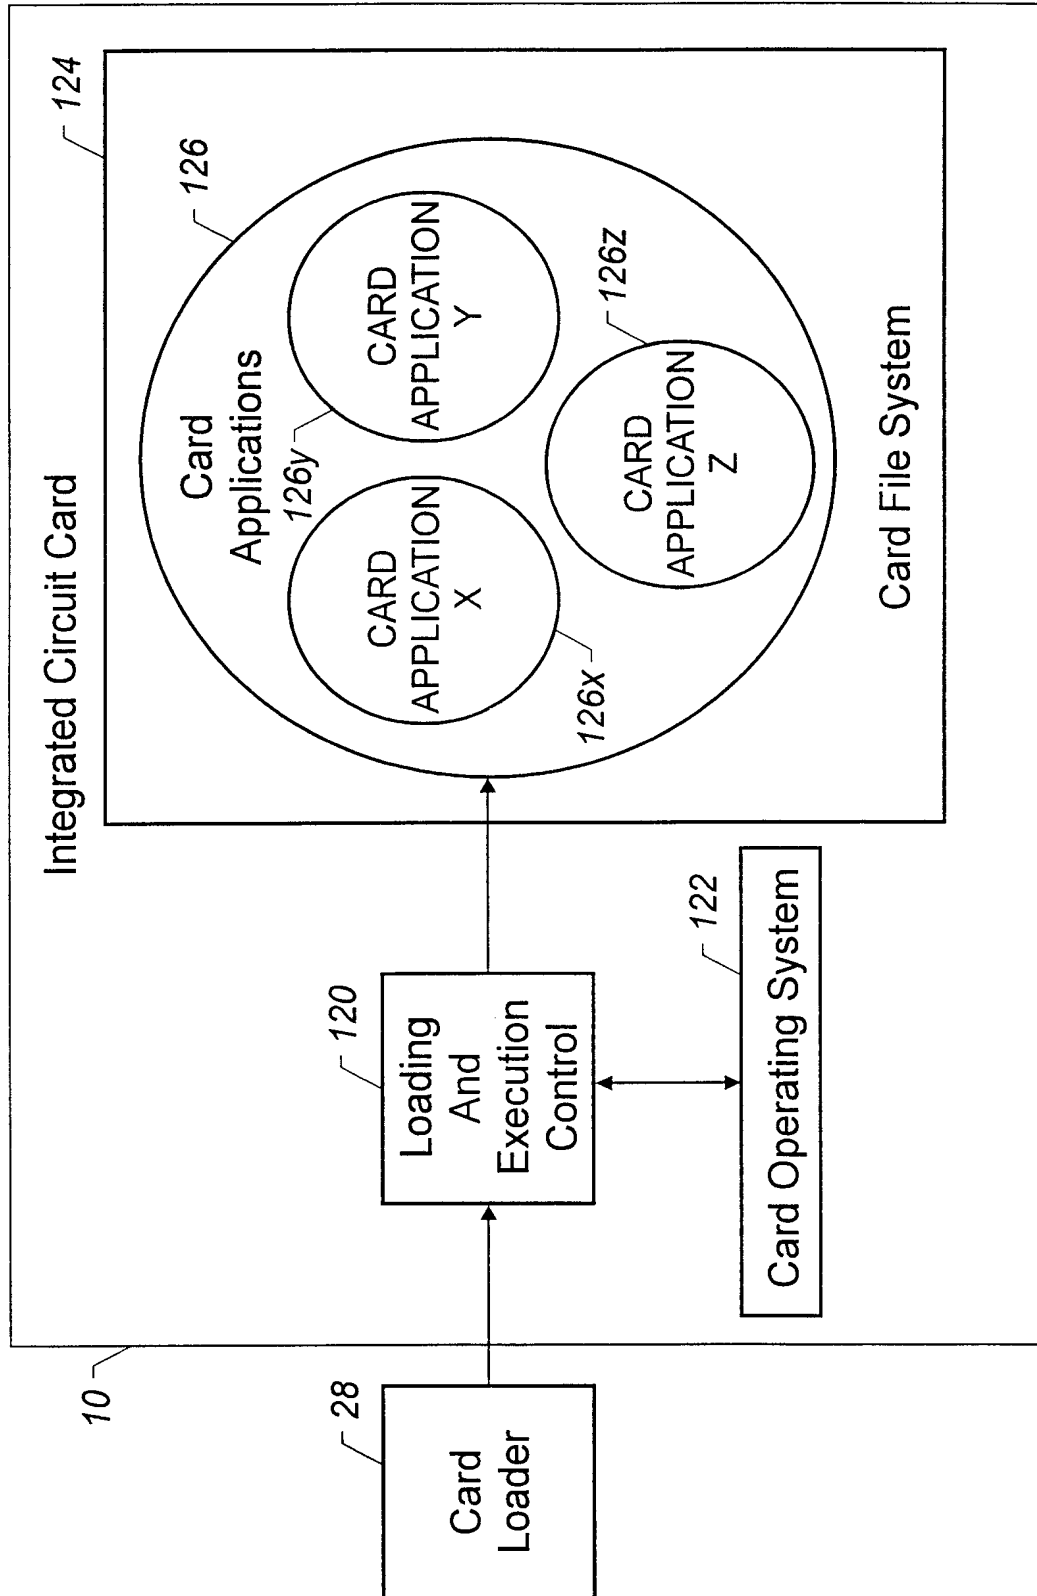 10
Integrated Circuit Card
124
28
Card
Loader
120
Loading
And
Execution
Control
122
Card Operating System
126
Card
Applications
126x
CARD
APPLICATION
X
126y
CARD
APPLICATION
Y
126z
CARD
APPLICATION
Z
Card File System